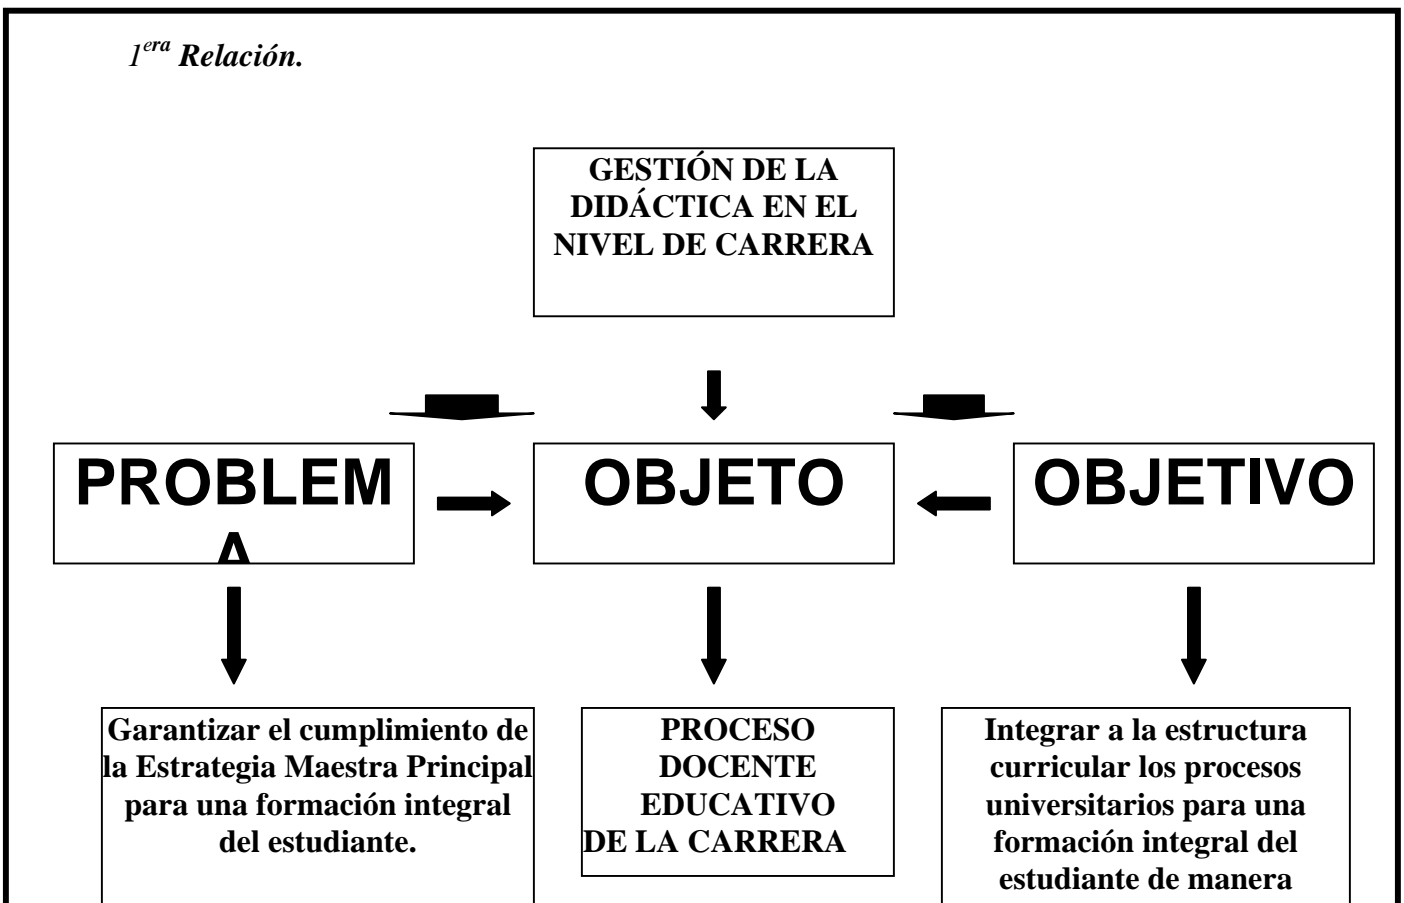 1era Relación.
GESTIÓN DE LA
DIDÁCTICA EN EL
NIVEL DE CARRERA
PROBLEM
A
OBJETO
OBJETIVO
Garantizar el cumplimiento de
la Estrategia Maestra Principal
para una formación integral
del estudiante.
PROCESO
DOCENTE
EDUCATIVO
DE LA CARRERA
Integrar a la estructura
curricular los procesos
universitarios para una
formación integral del
estudiante de manera